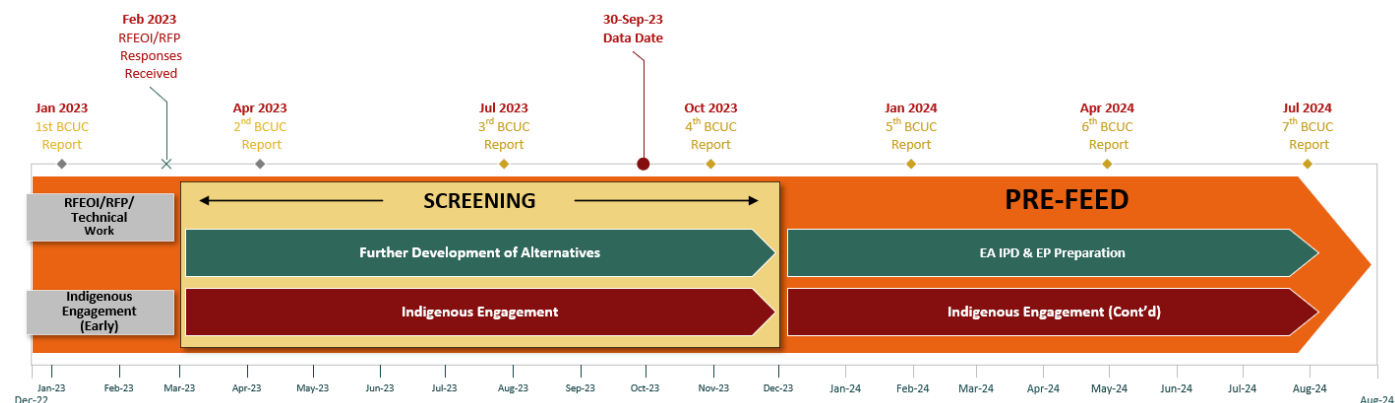 Feb 2023
RFEOI/RFP
Responses
Received
30-Sep-23
Data Date
Jan 2023
1st BCUC
Report
Apr 2023
2nd BCUC
Report
Jul 2023
3rd BCUC
Report
Oct 2023
4th BCUC
Report
Jan 2024
5th BCUC
Report
Apr 2024
6th BCUC
Report
Jul 2024
7th BCUC
Report
RFEOI/RFP/
Technical
Work
SCREENING
PRE-FEED
Further Development of Alternatives
EA IPD & EP Preparation
Indigenous
Engagement
(Early)
Indigenous Engagement
Indigenous Engagement (Cont'd)
Jan-23 Feb-23 Mar-23 Apr-23 May-23 Jun-23 Jul-23 Aug-23 Sep-23 Oct-23 Nov-23 Dec-23 Jan-24 Feb-24 Mar-24 Apr-24 May-24 Jun-24 Jul-24 Aug-24
Dec-22 Aug-24